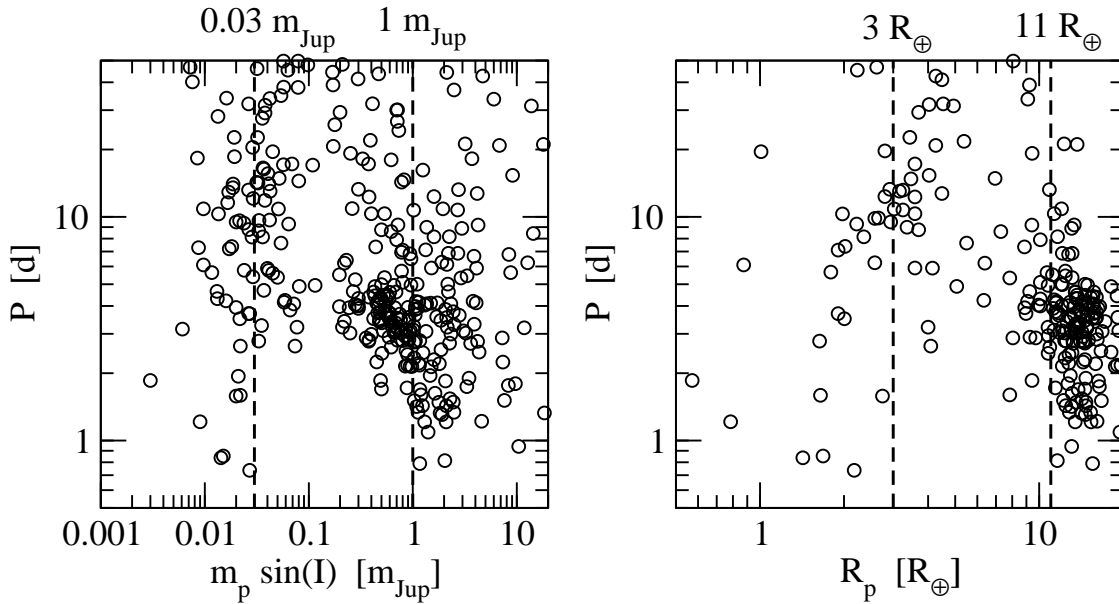 0.03 m_Jup 1 m_Jup
10
1
P [d]
0.001 0.01 0.1 1 10
m_p sin(I) [m_Jup]
3 R_⊕ 11 R_⊕
10
1
P [d]
1 10
R_p [R_⊕]